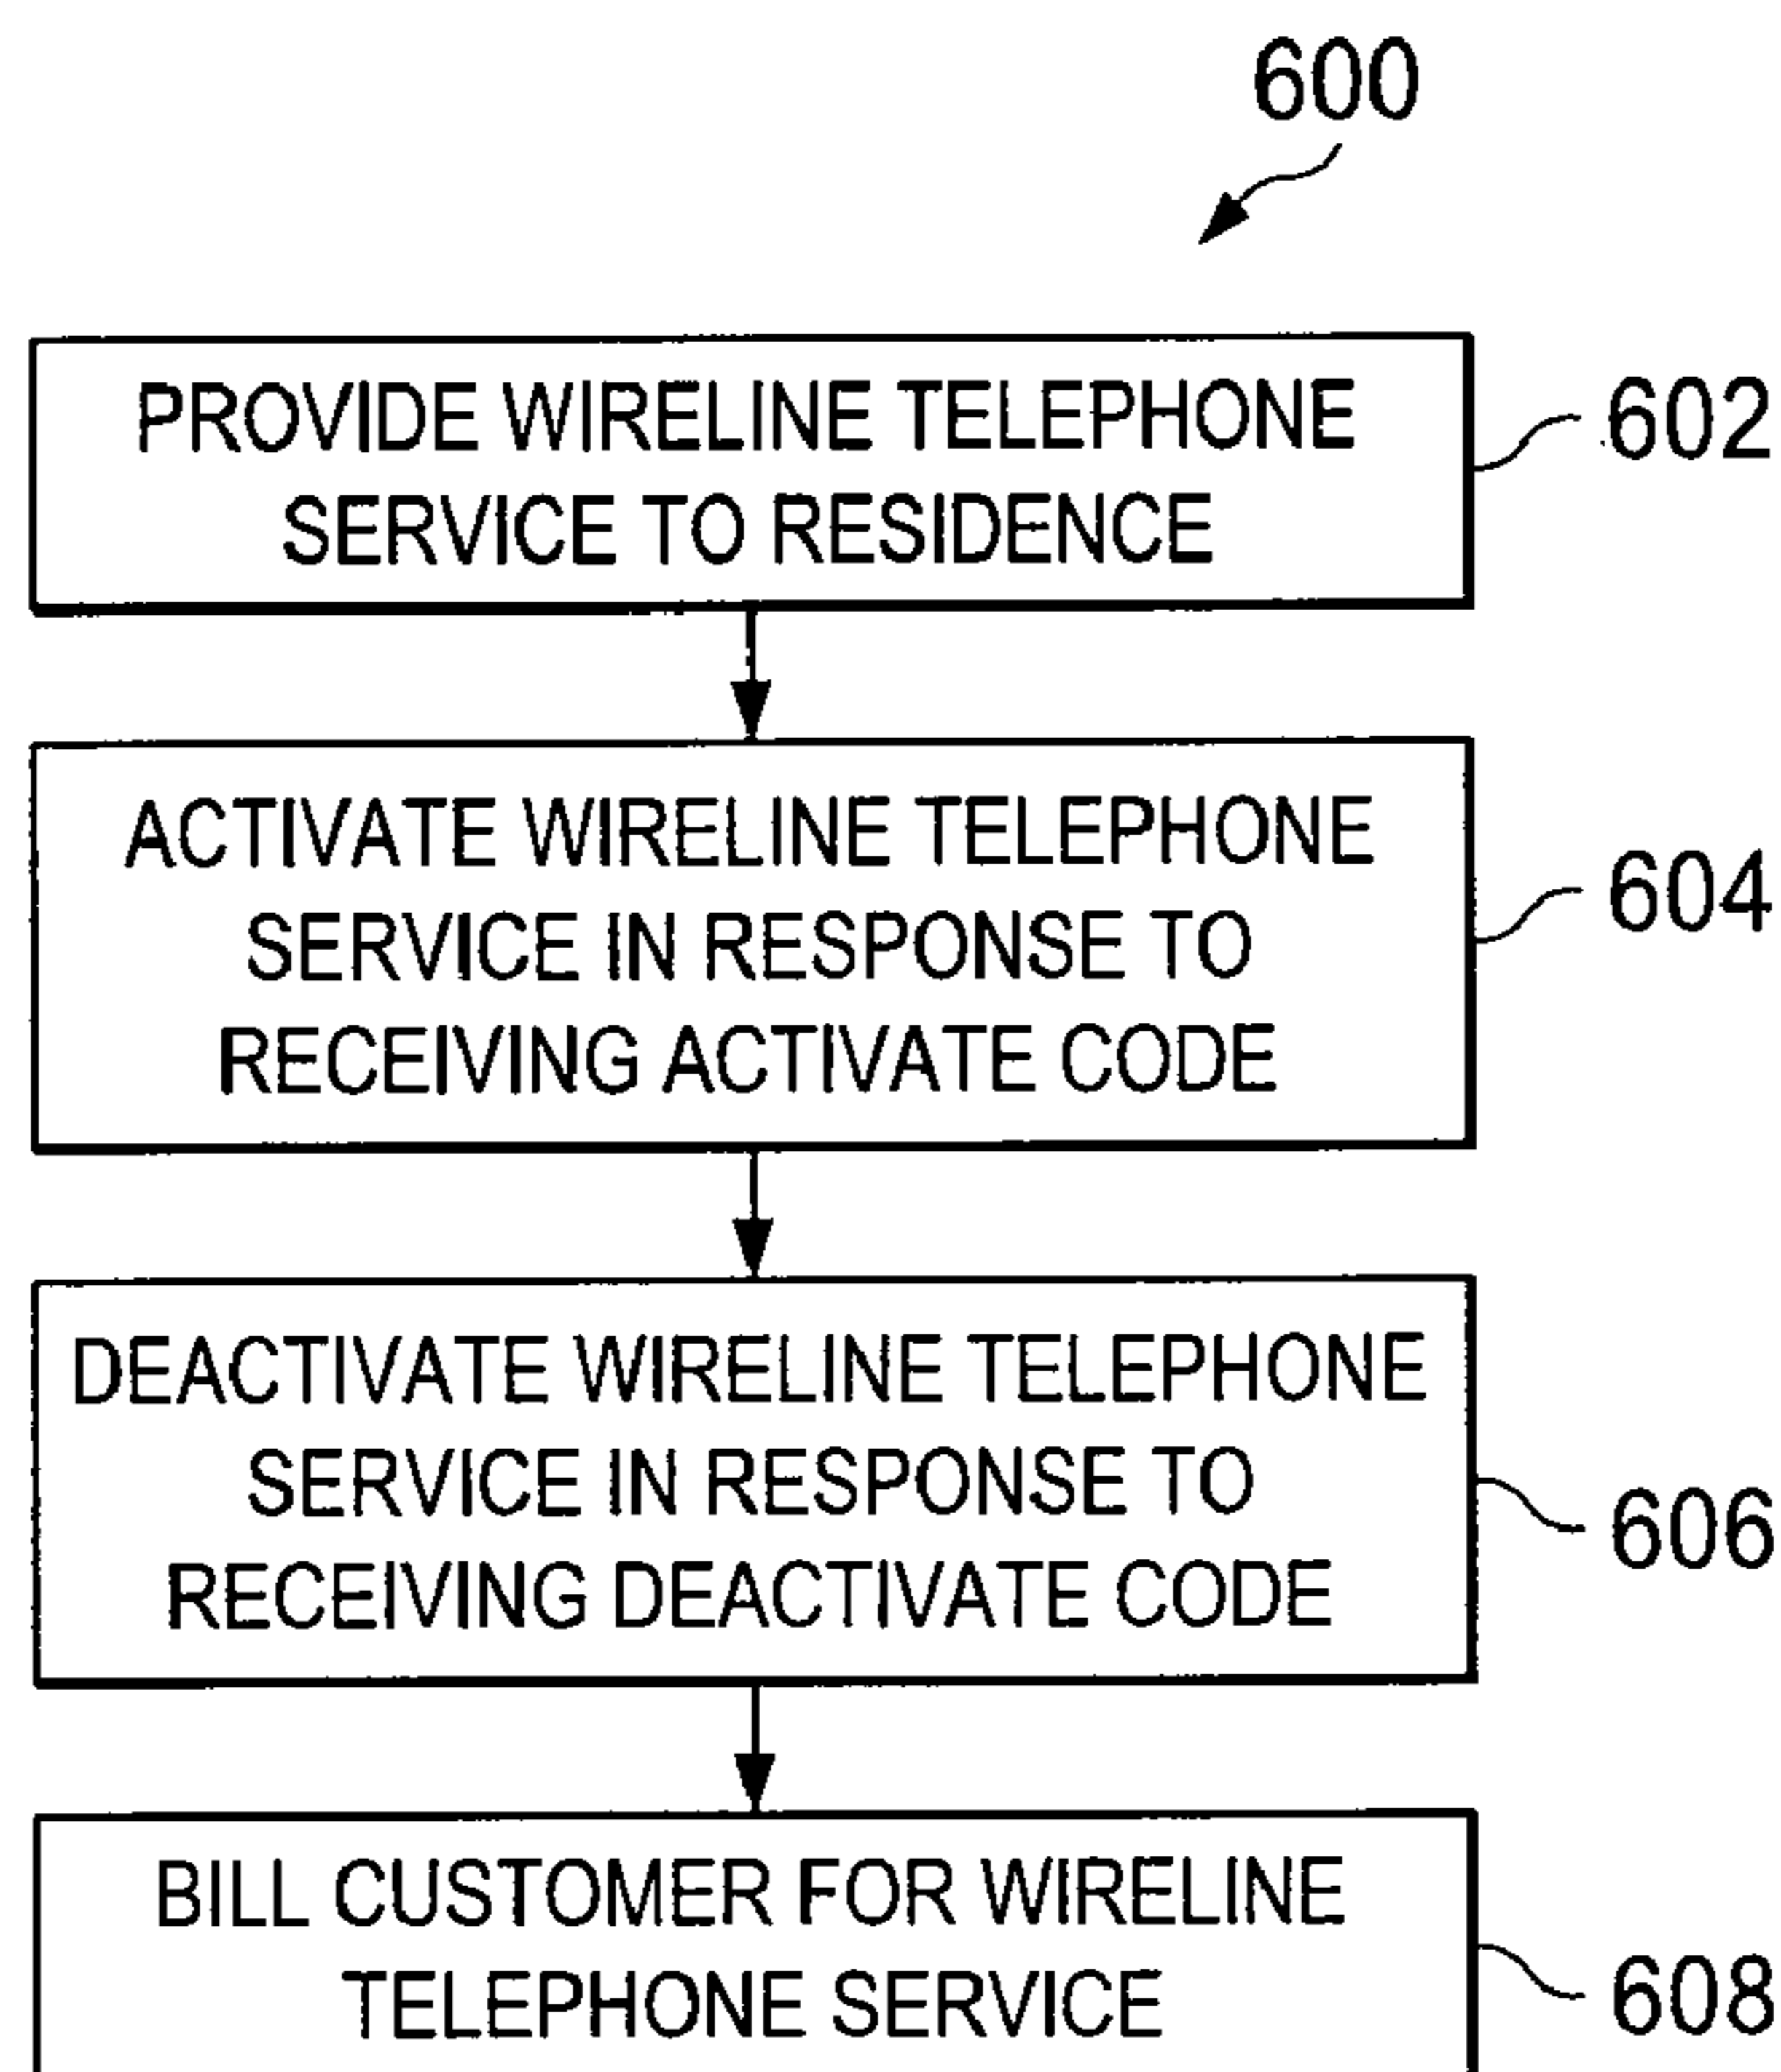 600
PROVIDE WIRELINE TELEPHONE
SERVICE TO RESIDENCE
602
ACTIVATE WIRELINE TELEPHONE
SERVICE IN RESPONSE TO
RECEIVING ACTIVATE CODE
604
DEACTIVATE WIRELINE TELEPHONE
SERVICE IN RESPONSE TO
RECEIVING DEACTIVATE CODE
606
BILL CUSTOMER FOR WIRELINE
TELEPHONE SERVICE
608